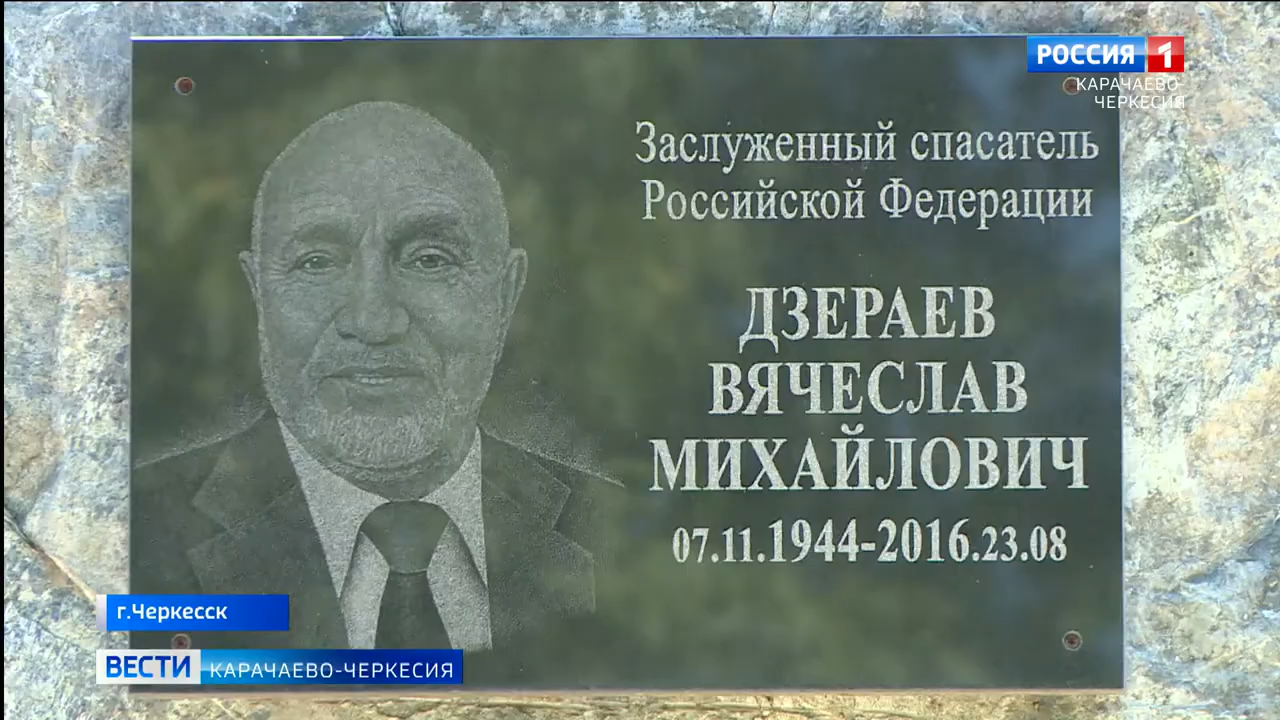 РОССИЯ 1
КАРАЧАЕВО-
ЧЕРКЕСИЯ
Заслуженный спасатель
Российской Федерации
ДЗЕРАЕВ
ВЯЧЕСЛАВ
МИХАЙЛОВИЧ
07.11.1944-2016.23.08
г.Черкесск
ВЕСТИ КАРАЧАЕВО-ЧЕРКЕСИЯ